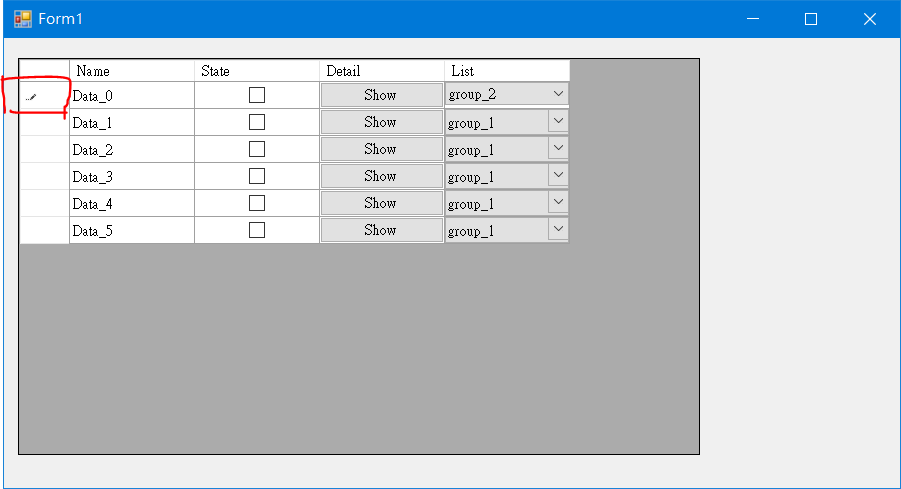 Form1
Name State Detail List
Data_0 Show group_2
Data_1 Show group_1
Data_2 Show group_1
Data_3 Show group_1
Data_4 Show group_1
Data_5 Show group_1